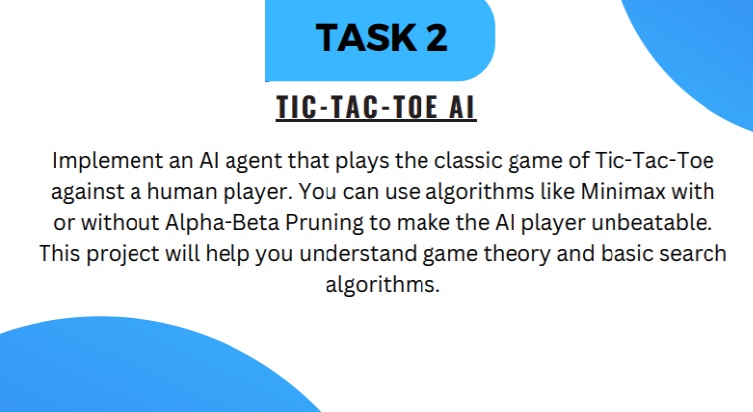 TASK 2
TIC-TAC-TOE AI
Implement an AI agent that plays the classic game of Tic-Tac-Toe
against a human player. You can use algorithms like Minimax with
or without Alpha-Beta Pruning to make the AI player unbeatable.
This project will help you understand game theory and basic search
algorithms.